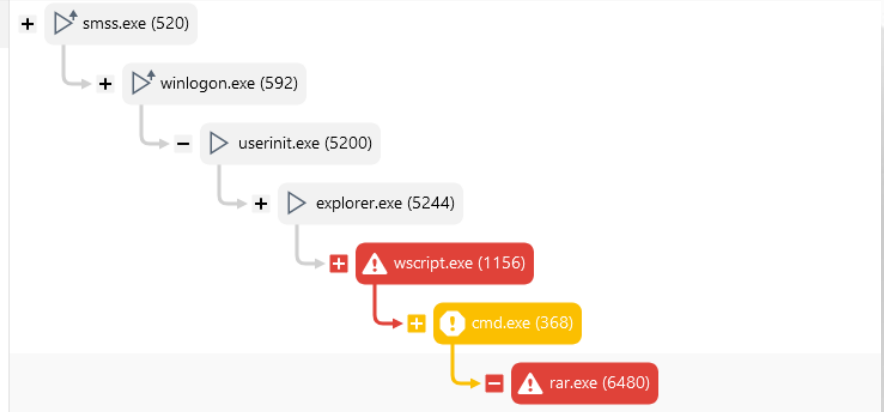 smss.exe (520)
winlogon.exe (592)
userinit.exe (5200)
explorer.exe (5244)
wscript.exe (1156)
cmd.exe (368)
rar.exe (6480)